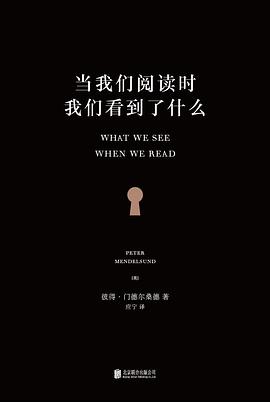 当我们阅读时
我们看到了什么
WHAT WE SEE
WHEN WE READ
PETER
MENDELSUND
[美]
彼得·门德尔桑德 著
应宁 译
北京联合出版公司